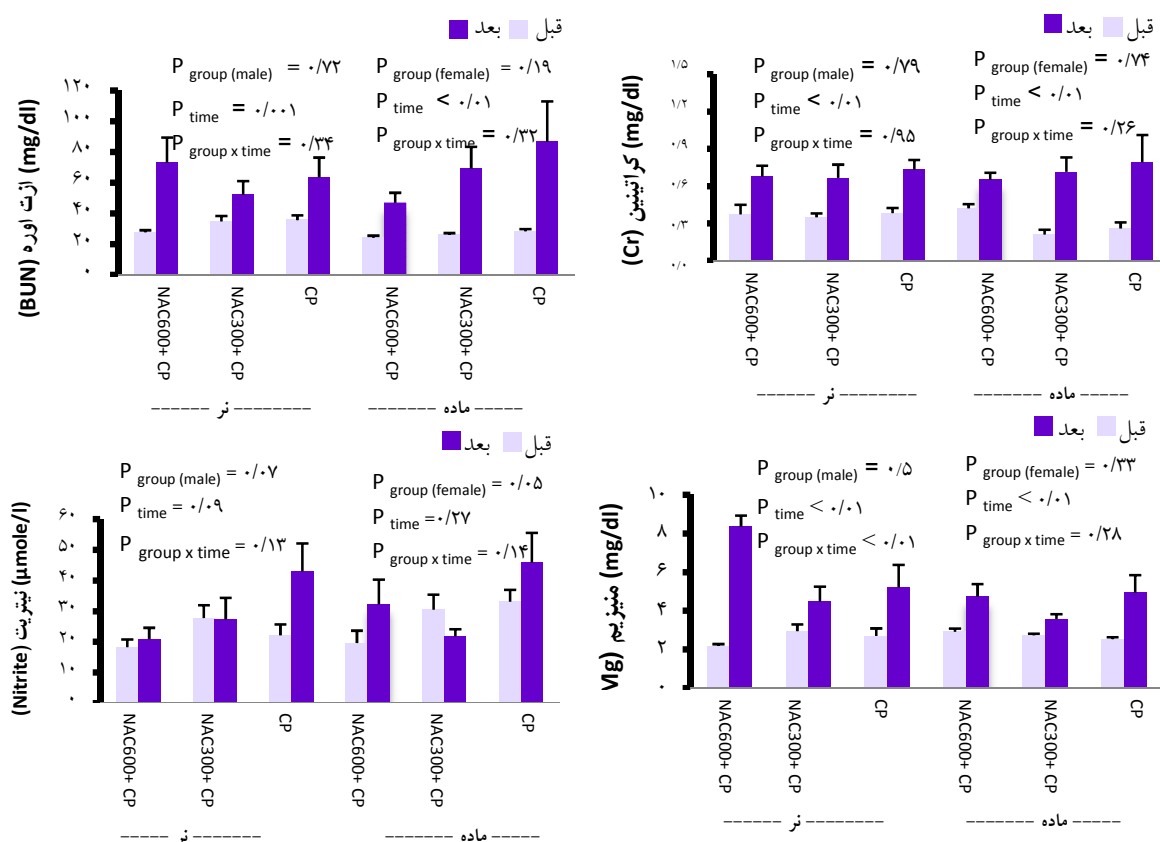 بعد قبل
P group (male) = ۰/۷۲
P time = ۰/۰۰۱
P group x time = ۰/۳۴
P group (female) = ۰/۱۹
P time < ۰/۰۱
P group x time = ۰/۳۲
ازت اوره (BUN) (mg/dl)
۱۲۰
۱۰۰
۸۰
۶۰
۴۰
۲۰
۰
NAC600+ CP
NAC300+ CP
CP
NAC600+ CP
NAC300+ CP
CP
------ نر --------
------- ماده -----
بعد قبل
P group (male) = ۰/۷۹
P time < ۰/۰۱
P group x time = ۰/۹۵
P group (female) = ۰/۷۴
P time < ۰/۰۱
P group x time = ۰/۲۶
کراتینین (Cr) (mg/dl)
۱/۵
۱/۲
۰/۹
۰/۶
۰/۳
۰/۰
NAC600+ CP
NAC300+ CP
CP
NAC600+ CP
NAC300+ CP
CP
------ نر --------
------- ماده -----
بعد قبل
P group (male) = ۰/۰۷
P time = ۰/۰۹
P group x time = ۰/۱۳
P group (female) = ۰/۰۵
P time =۰/۲۷
P group x time = ۰/۱۴
نیتریت (Nitrite) (µmole/l)
۶۰
۵۰
۴۰
۳۰
۲۰
۱۰
۰
NAC600+ CP
NAC300+ CP
CP
NAC600+ CP
NAC300+ CP
CP
----- نر -------
------- ماده -----
بعد قبل
P group (male) = ۰/۵
P time < ۰/۰۱
P group x time < ۰/۰۱
P group (female) = ۰/۳۳
P time < ۰/۰۱
P group x time = ۰/۲۸
منیزیم (Mg) (mg/dl)
۱۰
۸
۶
۴
۲
۰
NAC600+ CP
NAC300+ CP
CP
NAC600+ CP
NAC300+ CP
CP
----- نر --------
------- ماده -----